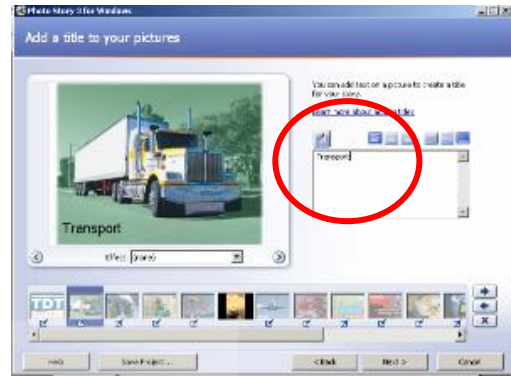 Photo Story 3 for Windows
Add a title to your pictures
You can add text on a picture to create a title
for your story.
Learn more about adding titles
Transport
Transport
Effect: (none)
TDT
Help
Save Project ...
< Back
Next >
Cancel